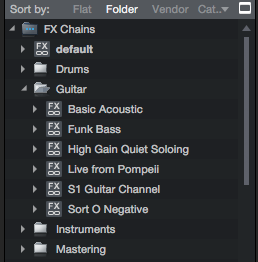 Sort by: Flat Folder Vendor Cat..
FX Chains
FX default
Drums
Guitar
FX Basic Acoustic
FX Funk Bass
FX High Gain Quiet Soloing
FX Live from Pompeii
FX S1 Guitar Channel
FX Sort O Negative
Instruments
Mastering